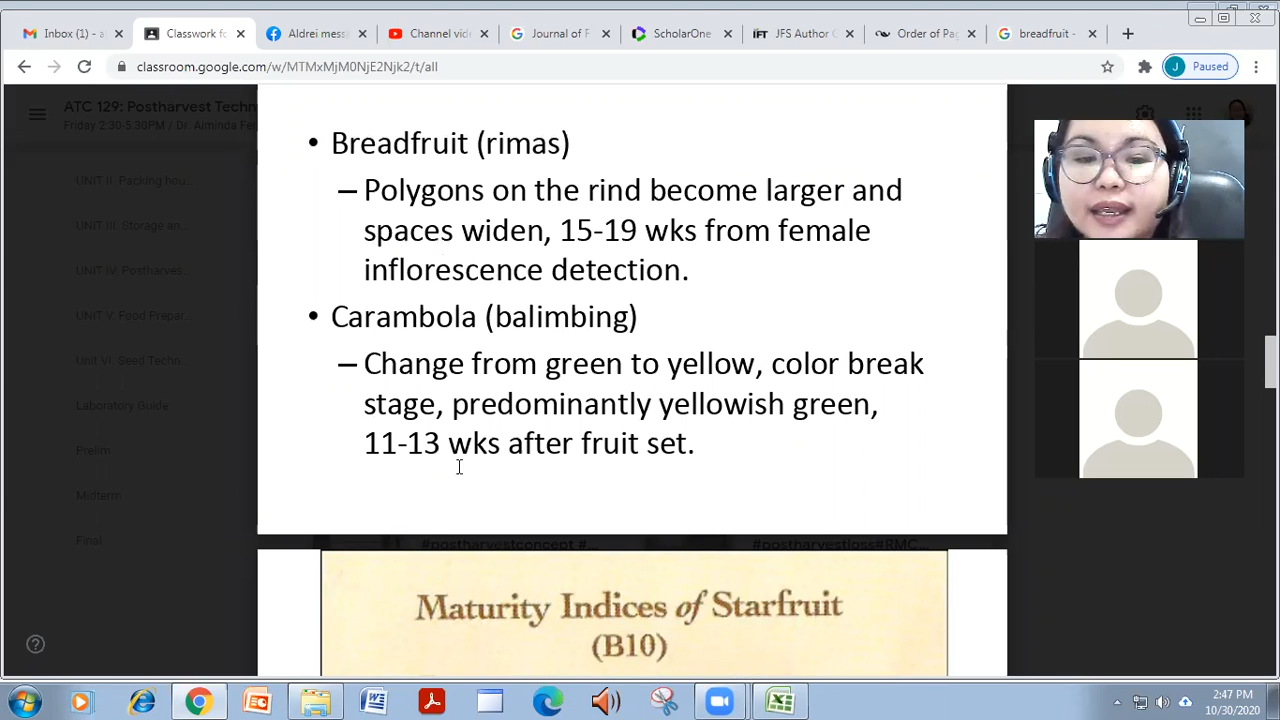 Inbox (1) - a
Classwork fo
Aldrei mess
Channel vid
Journal of F
ScholarOne
JFS Author
Order of Pa
breadfruit -
classroom.google.com/w/MTMxMjM0NjE2Njk2/t/all
J Paused
ATC 129: Postharvest Techn
Friday 2:30-5:30PM / Dr. Alminda Fe
UNIT II. Packing hou...
UNIT III. Storage an...
UNIT IV. Postharves...
UNIT V. Food Prepar...
Unit VI. Seed Techn...
Laboratory Guide
Prelim
Midterm
Final
• Breadfruit (rimas)
– Polygons on the rind become larger and
spaces widen, 15-19 wks from female
inflorescence detection.
• Carambola (balimbing)
– Change from green to yellow, color break
stage, predominantly yellowish green,
11-13 wks after fruit set.
#postharvestconcept #...
#postharvestloss#RMC...
Maturity Indices of Starfruit
(B10)
2:47 PM
10/30/2020